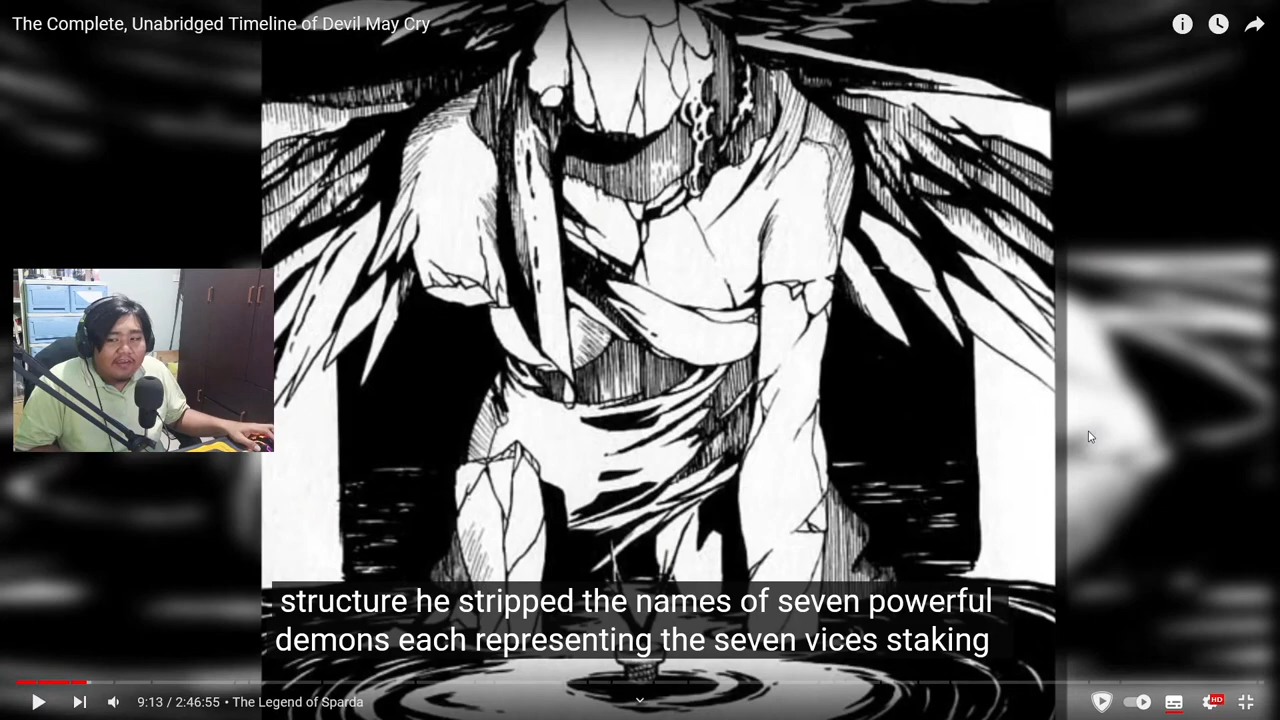 The Complete, Unabridged Timeline of Devil May Cry
structure he stripped the names of seven powerful
demons each representing the seven vices staking
9:13 / 2:46:55 • The Legend of Sparda
HD